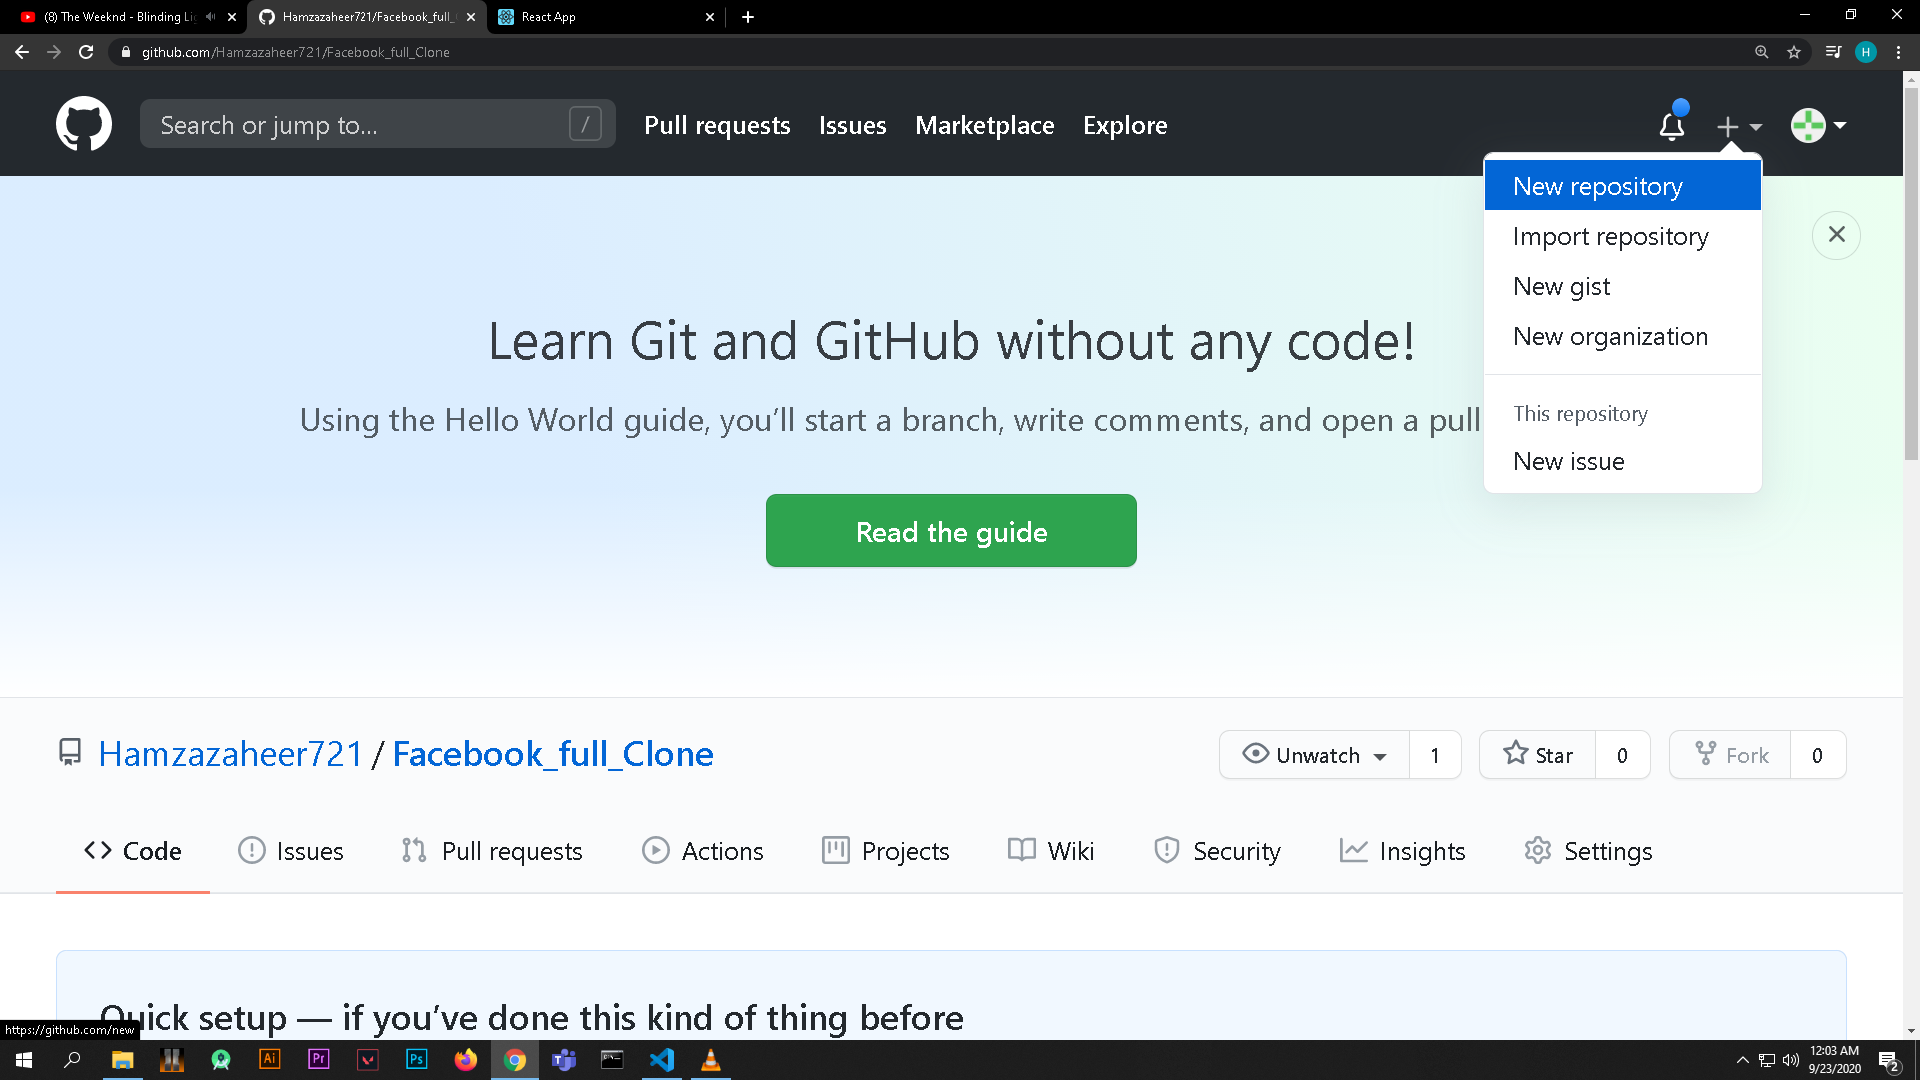 (8) The Weeknd - Blinding Li
Hamzazaheer721/Facebook_full_
React App
github.com/Hamzazaheer721/Facebook_full_Clone
H
Search or jump to...
/
Pull requests
Issues
Marketplace
Explore
New repository
Import repository
New gist
New organization
This repository
New issue
Learn Git and GitHub without any code!
Using the Hello World guide, you’ll start a branch, write comments, and open a pull
Read the guide
Hamzazaheer721 / Facebook_full_Clone
Unwatch 1
Star 0
Fork 0
Code
Issues
Pull requests
Actions
Projects
Wiki
Security
Insights
Settings
Quick setup — if you’ve done this kind of thing before
https://github.com/new
Ai
Pr
Ps
12:03 AM
9/23/2020
2